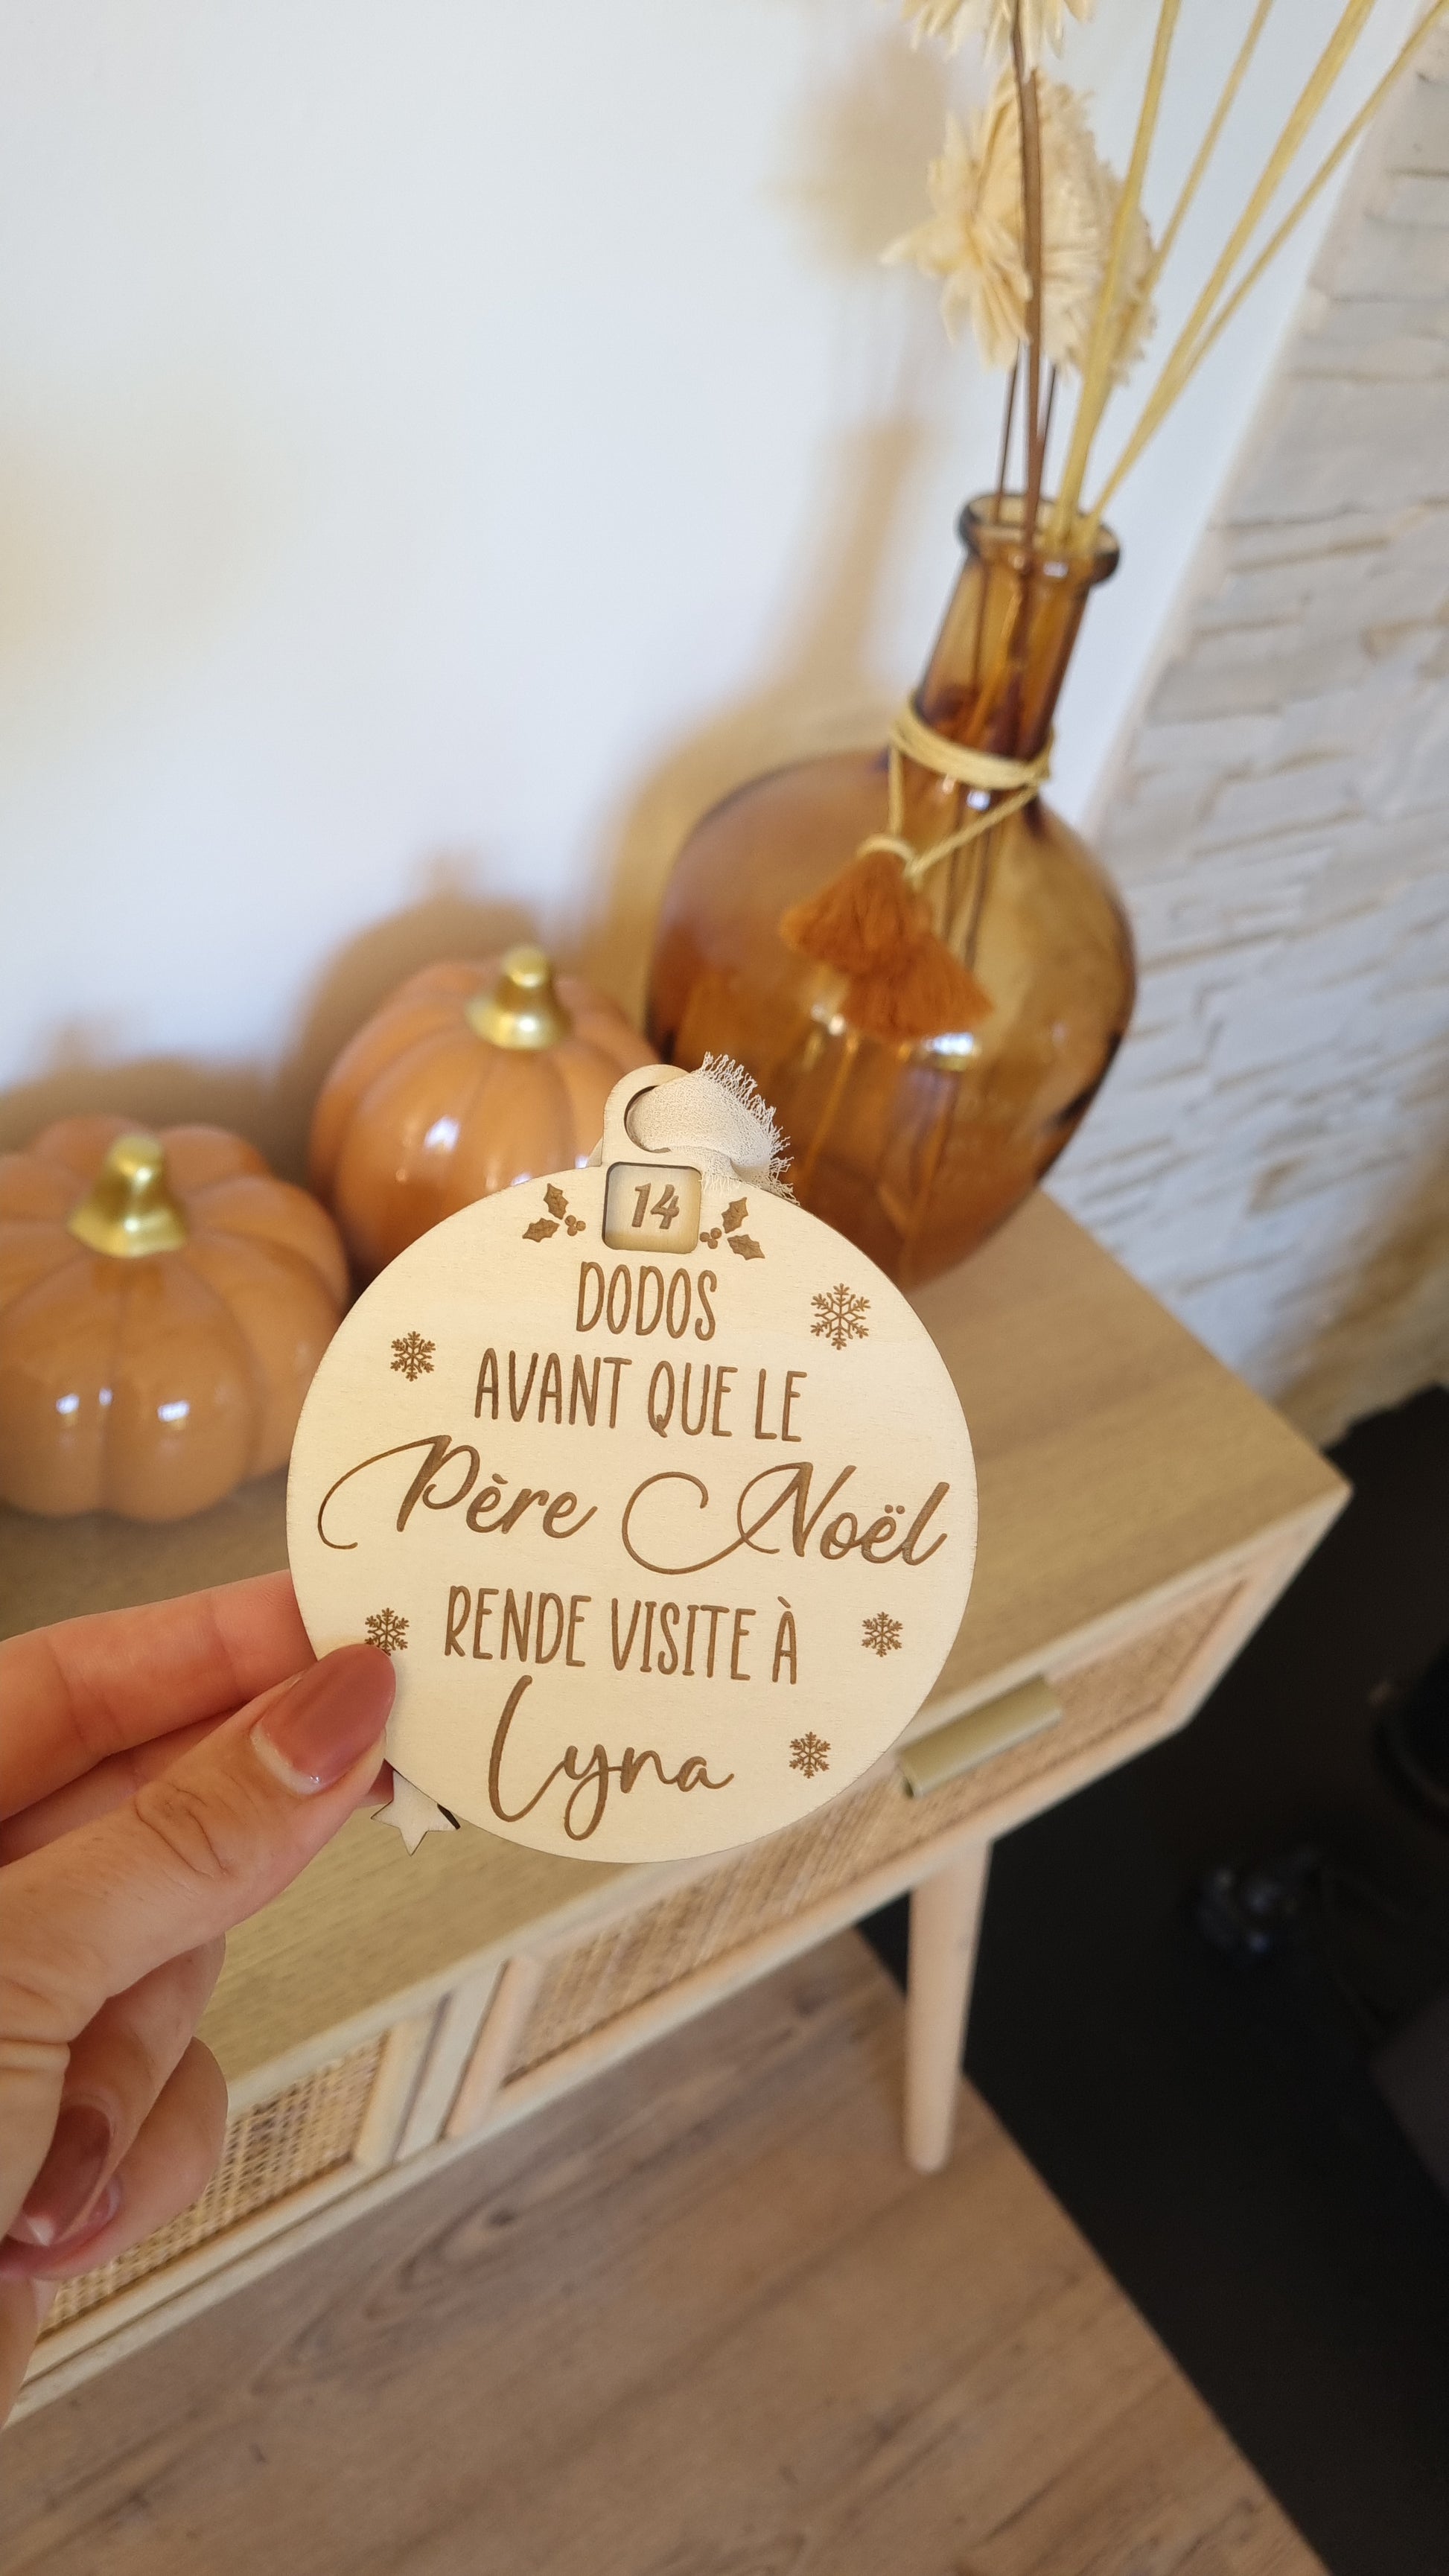 14
DODOS
AVANT QUE LE
Père Noël
RENDE VISITE À
Lyna